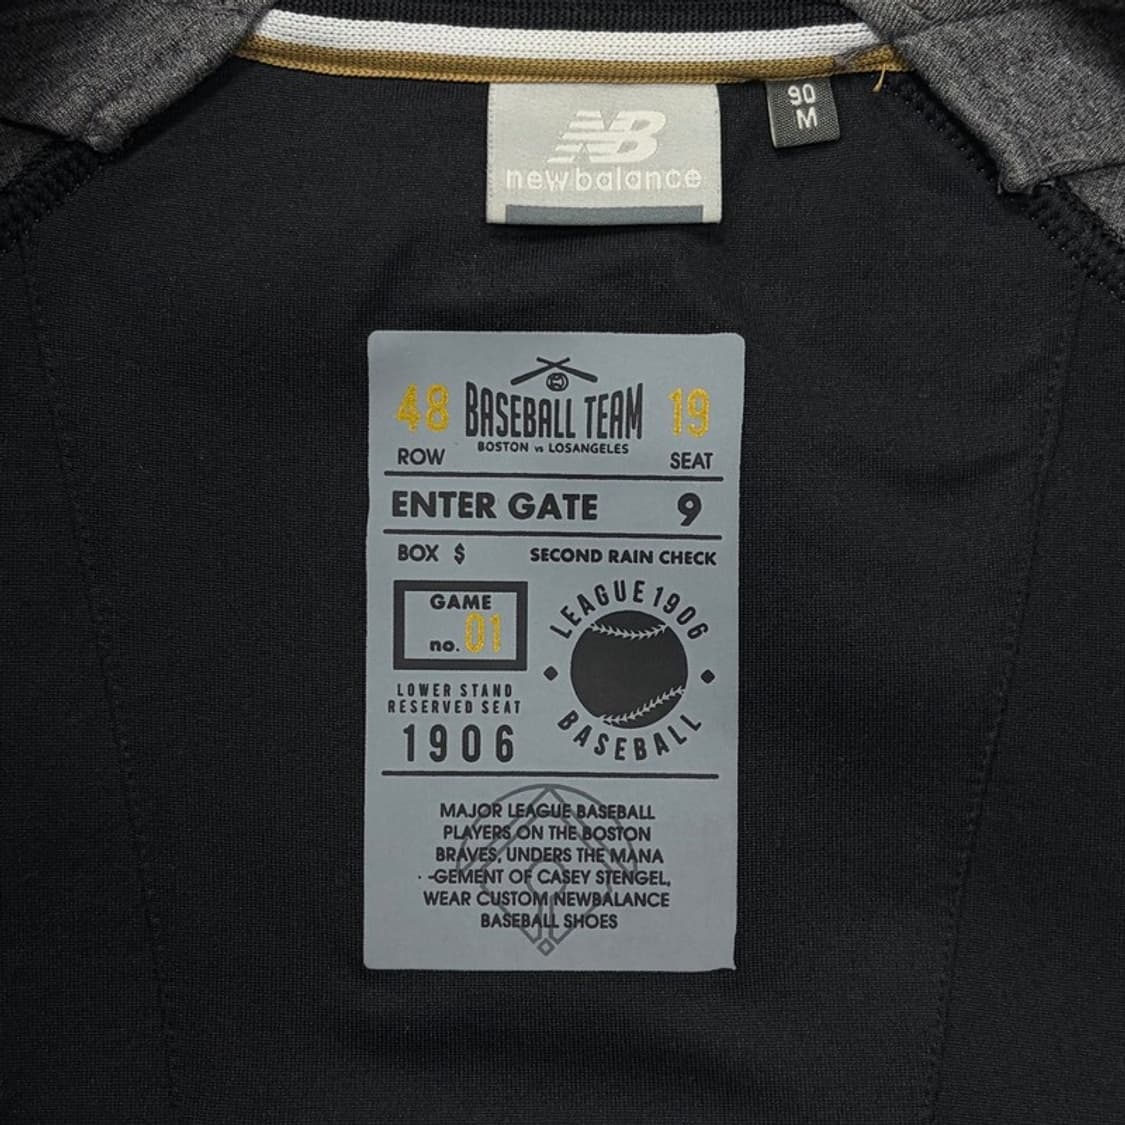 NB
newbalance
90
M
48 BASEBALL TEAM 19
BOSTON vs LOSANGELES
ROW SEAT
ENTER GATE 9
BOX $ SECOND RAIN CHECK
GAME
no. 01
LEAGUE 1906
BASEBALL
LOWER STAND
RESERVED SEAT
1906
MAJOR LEAGUE BASEBALL
PLAYERS ON THE BOSTON
BRAVES, UNDERS THE MANA
-GEMENT OF CASEY STENGEL,
WEAR CUSTOM NEWBALANCE
BASEBALL SHOES